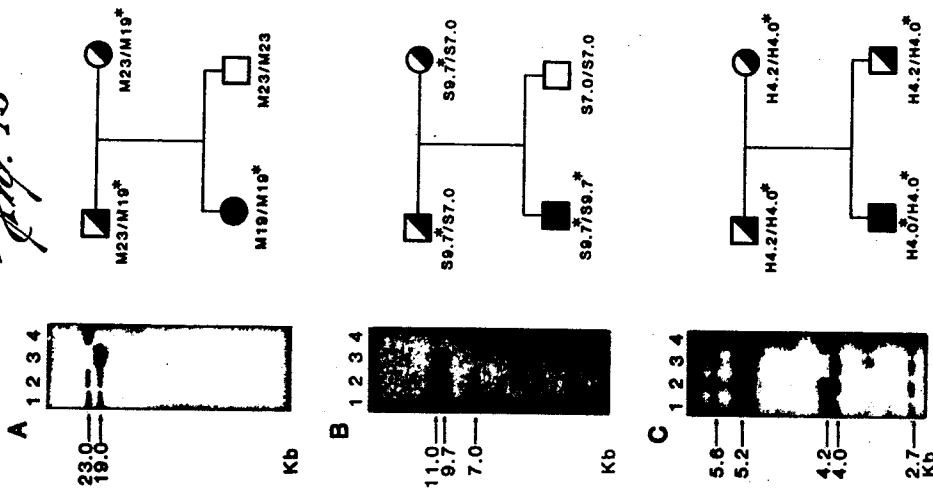 A
1 2 3 4
23.0
19.0
Kb
M23/M19*
M23/M19*
M19/M19*
M23/M23
B
1 2 3 4
11.0
9.7
7.0
Kb
S9.7*/S7.0
S9.7*/S7.0
S9.7*/S9.7*
S7.0/S7.0
C
1 2 3 4
5.6
5.2
4.2
4.0
2.7
Kb
H4.2/H4.0*
H4.2/H4.0*
H4.0*/H4.0*
H4.2/H4.0*